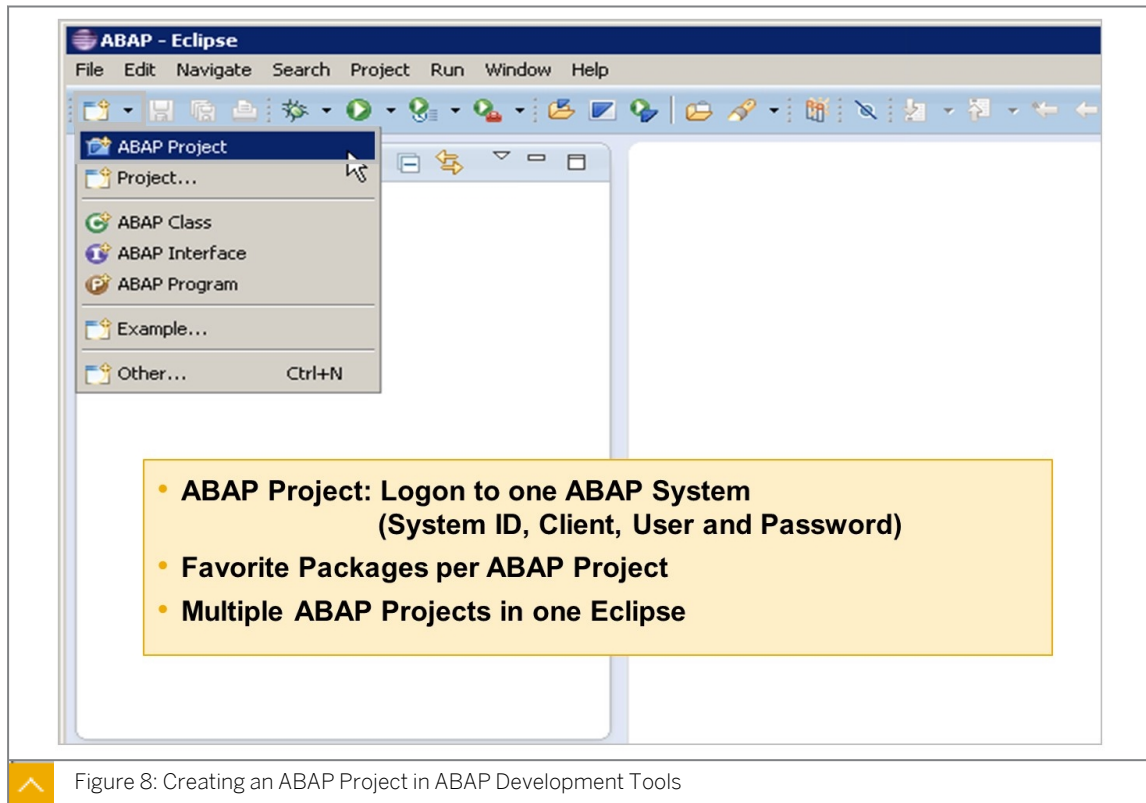 ABAP - Eclipse
File Edit Navigate Search Project Run Window Help
ABAP Project
Project...
ABAP Class
ABAP Interface
ABAP Program
Example...
Other... Ctrl+N
• ABAP Project: Logon to one ABAP System
(System ID, Client, User and Password)
• Favorite Packages per ABAP Project
• Multiple ABAP Projects in one Eclipse
Figure 8: Creating an ABAP Project in ABAP Development Tools